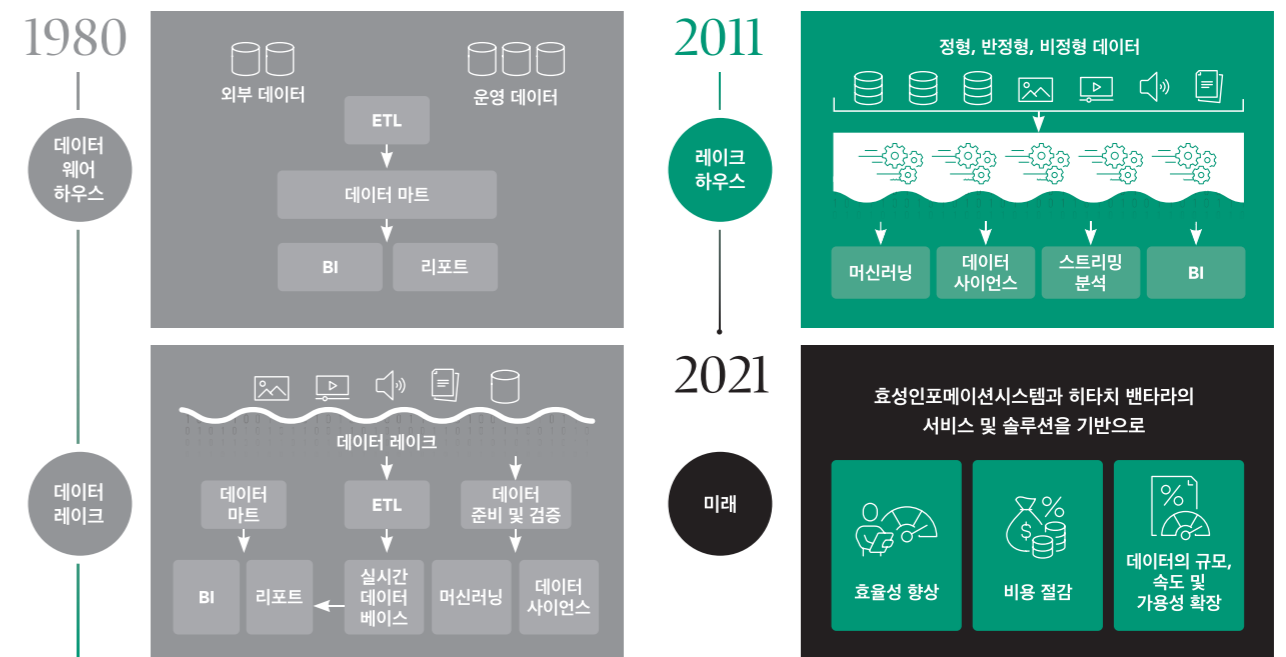 1980
데이터
웨어
하우스
외부 데이터
운영 데이터
ETL
데이터 마트
BI
리포트
데이터
레이크
데이터 레이크
데이터
마트
ETL
데이터
준비 및 검증
BI
리포트
실시간
데이터
베이스
머신러닝
데이터
사이언스
2011
레이크
하우스
정형, 반정형, 비정형 데이터
머신러닝
데이터
사이언스
스트리밍
분석
BI
2021
미래
효성인포메이션시스템과 히타치 밴타라의
서비스 및 솔루션을 기반으로
효율성 향상
$ %
비용 절감
%
데이터의 규모,
속도 및
가용성 확장